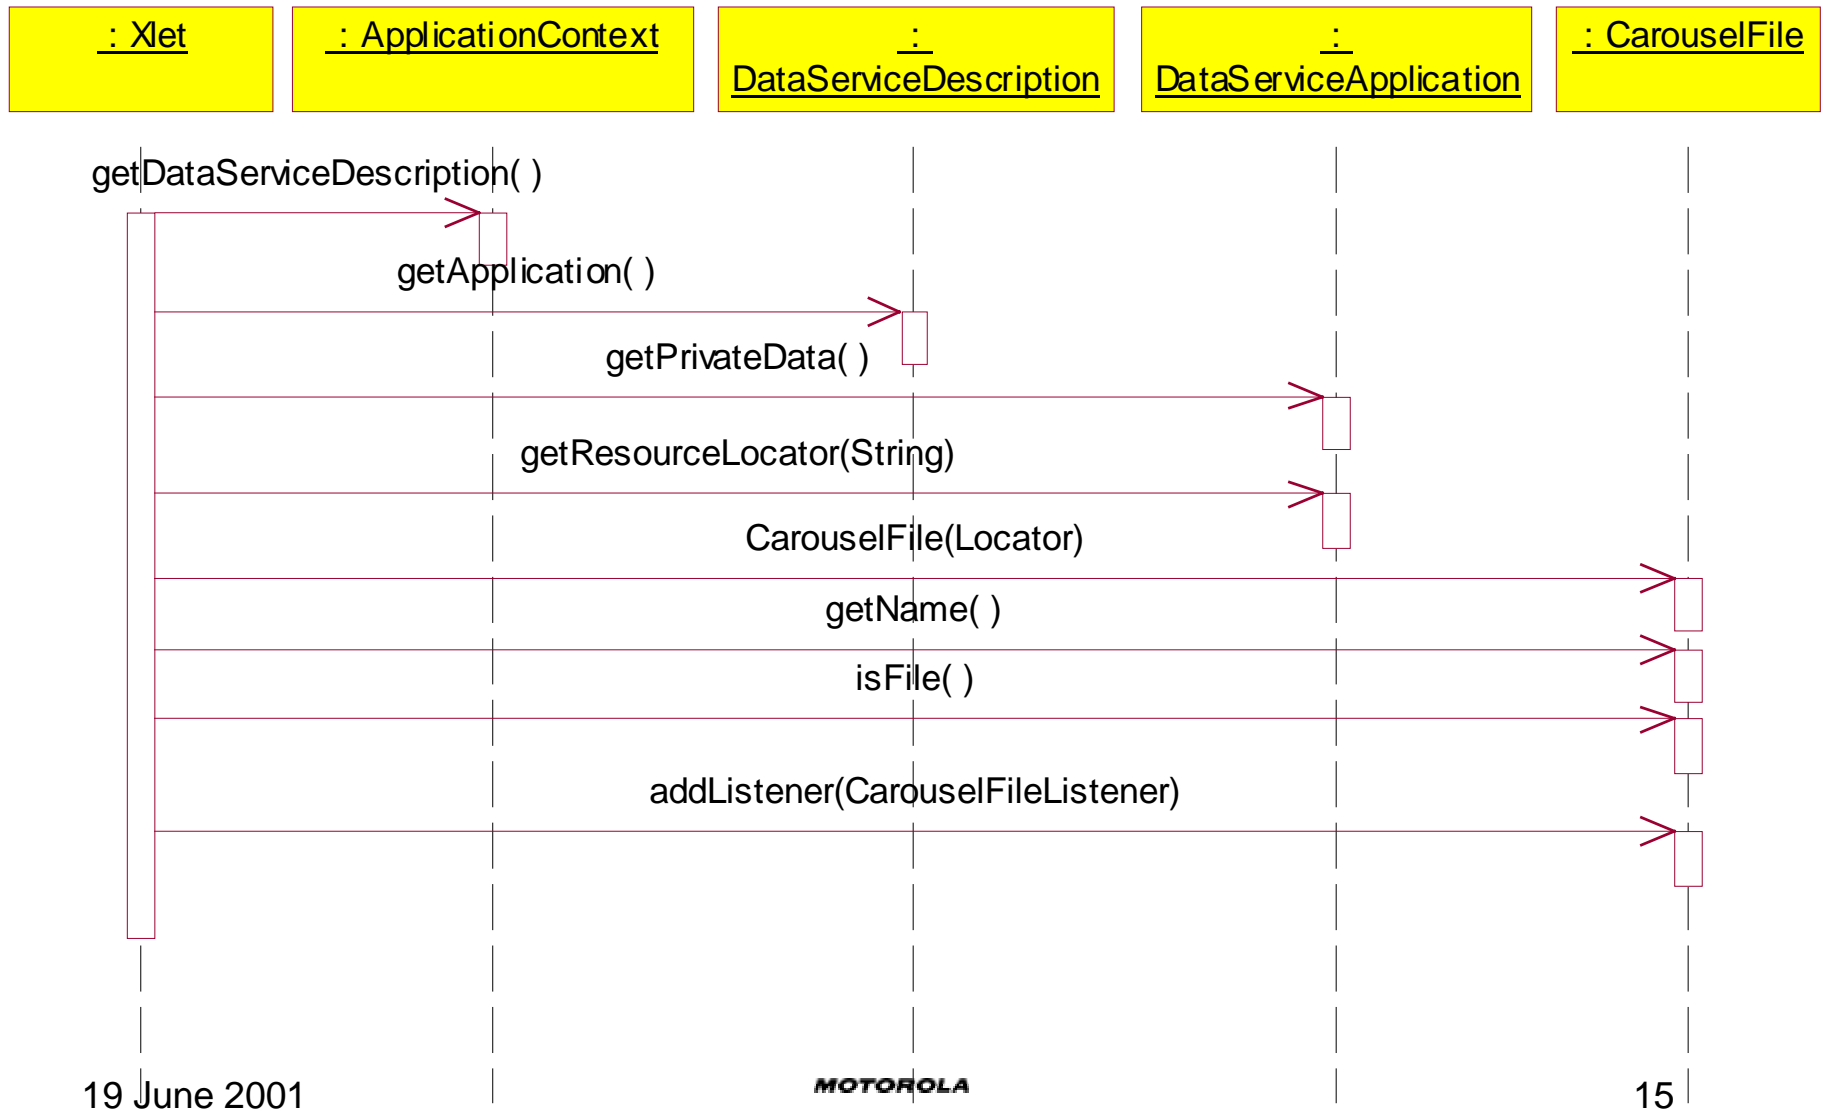 : Xlet
: ApplicationContext
:
DataServiceDescription
:
DataServiceApplication
: CarouselFile
getDataServiceDescription( )
getApplication( )
getPrivateData( )
getResourceLocator(String)
CarouselFile(Locator)
getName( )
isFile( )
addListener(CarouselFileListener)
19 June 2001
MOTOROLA
15